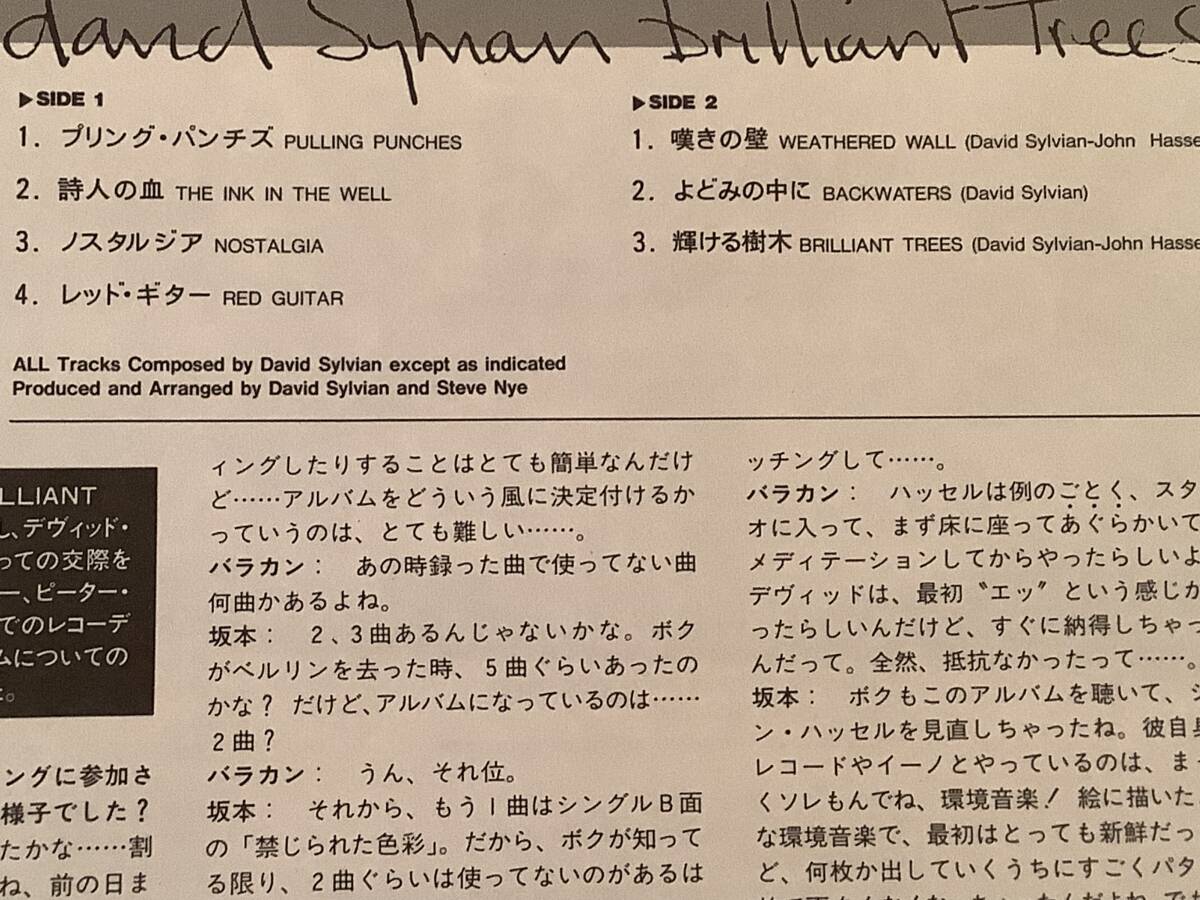 david Sylvian Brilliant Trees
▶SIDE 1
1. プリング・パンチズ PULLING PUNCHES
2. 詩人の血 THE INK IN THE WELL
3. ノスタルジア NOSTALGIA
4. レッド・ギター RED GUITAR
▶SIDE 2
1. 嘆きの壁 WEATHERED WALL (David Sylvian-John Hasse
2. よどみの中に BACKWATERS (David Sylvian)
3. 輝ける樹木 BRILLIANT TREES (David Sylvian-John Hasse
ALL Tracks Composed by David Sylvian except as indicated
Produced and Arranged by David Sylvian and Steve Nye
LLIANT
し、デヴィッド・
っての交際を
ー、ピーター・
でのレコーデ
ムについての
た。
ングに参加さ
様子でした？
たかな……割
ね、前の日ま
ィングしたりすることはとても簡単なんだけ
ど……アルバムをどういう風に決定付けるか
っていうのは、とても難しい……。
バラカン： あの時録った曲で使ってない曲
何曲かあるよね。
坂本： 2、3曲あるんじゃないかな。ボク
がベルリンを去った時、5曲ぐらいあったの
かな？ だけど、アルバムになっているのは……
2曲？
バラカン： うん、それ位。
坂本： それから、もう1曲はシングルB面
の「禁じられた色彩」。だから、ボクが知って
る限り、2曲ぐらいは使ってないのがあるは
ッチングして……。
バラカン： ハッセルは例のごとく、スタ
オに入って、まず床に座ってあぐらかいて
メディテーションしてからやったらしいよ
デヴィッドは、最初〝エッ〟という感じか
ったらしいんだけど、すぐに納得しちゃっ
んだって。全然、抵抗なかったって……。
坂本： ボクもこのアルバムを聴いて、ジ
ン・ハッセルを見直しちゃったね。彼自身
レコードやイーノとやっているのは、まっ
くソレもんでね、環境音楽！ 絵に描いた
な環境音楽で、最初はとっても新鮮だっ
ど、何枚か出していくうちにすごくパタ